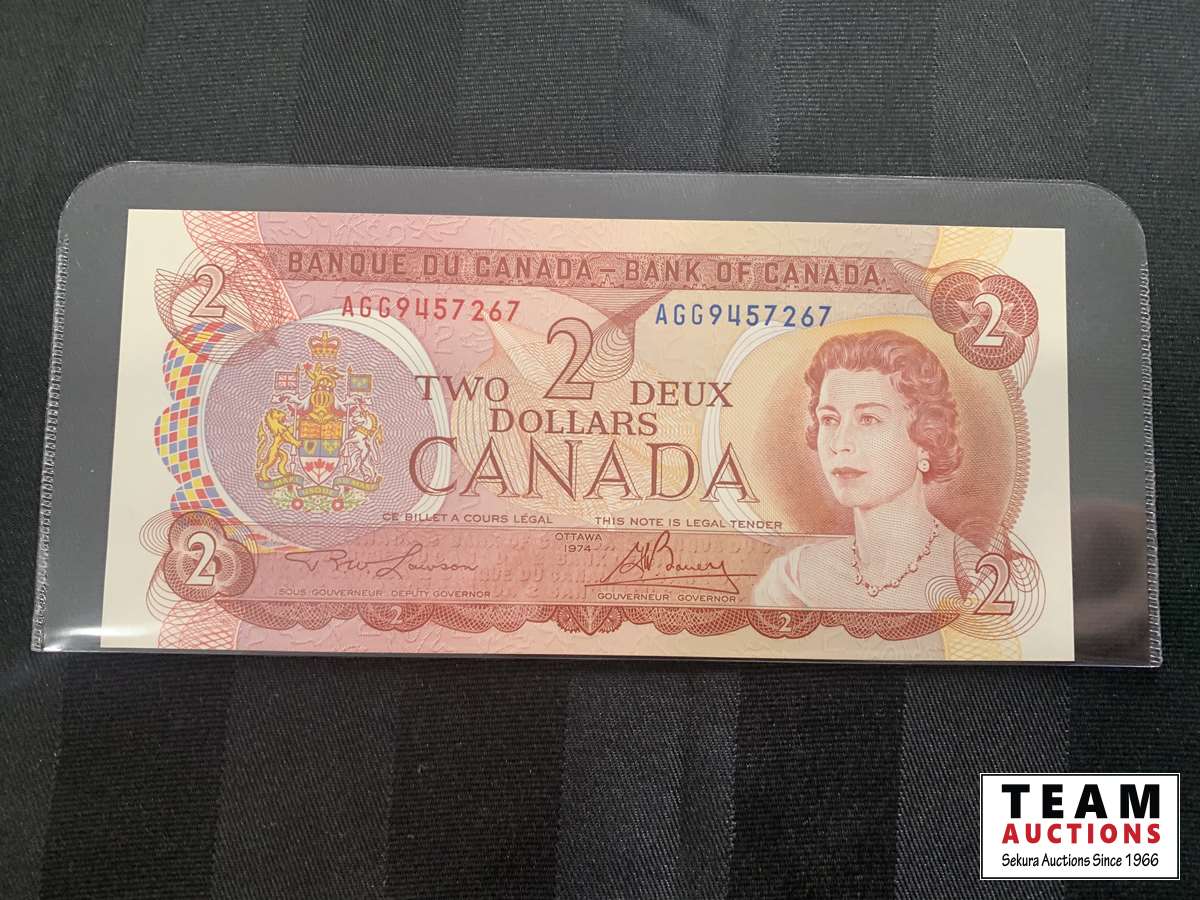 BANQUE DU CANADA – BANK OF CANADA
2
2
AGG9457267
AGG9457267
2
TWO DEUX
DOLLARS
CANADA
CE BILLET A COURS LÉGAL THIS NOTE IS LEGAL TENDER
OTTAWA
1974
2
2
SOUS-GOUVERNEUR DEPUTY GOVERNOR
GOUVERNEUR GOVERNOR
2
2
TEAM
AUCTIONS
Sekura Auctions Since 1966